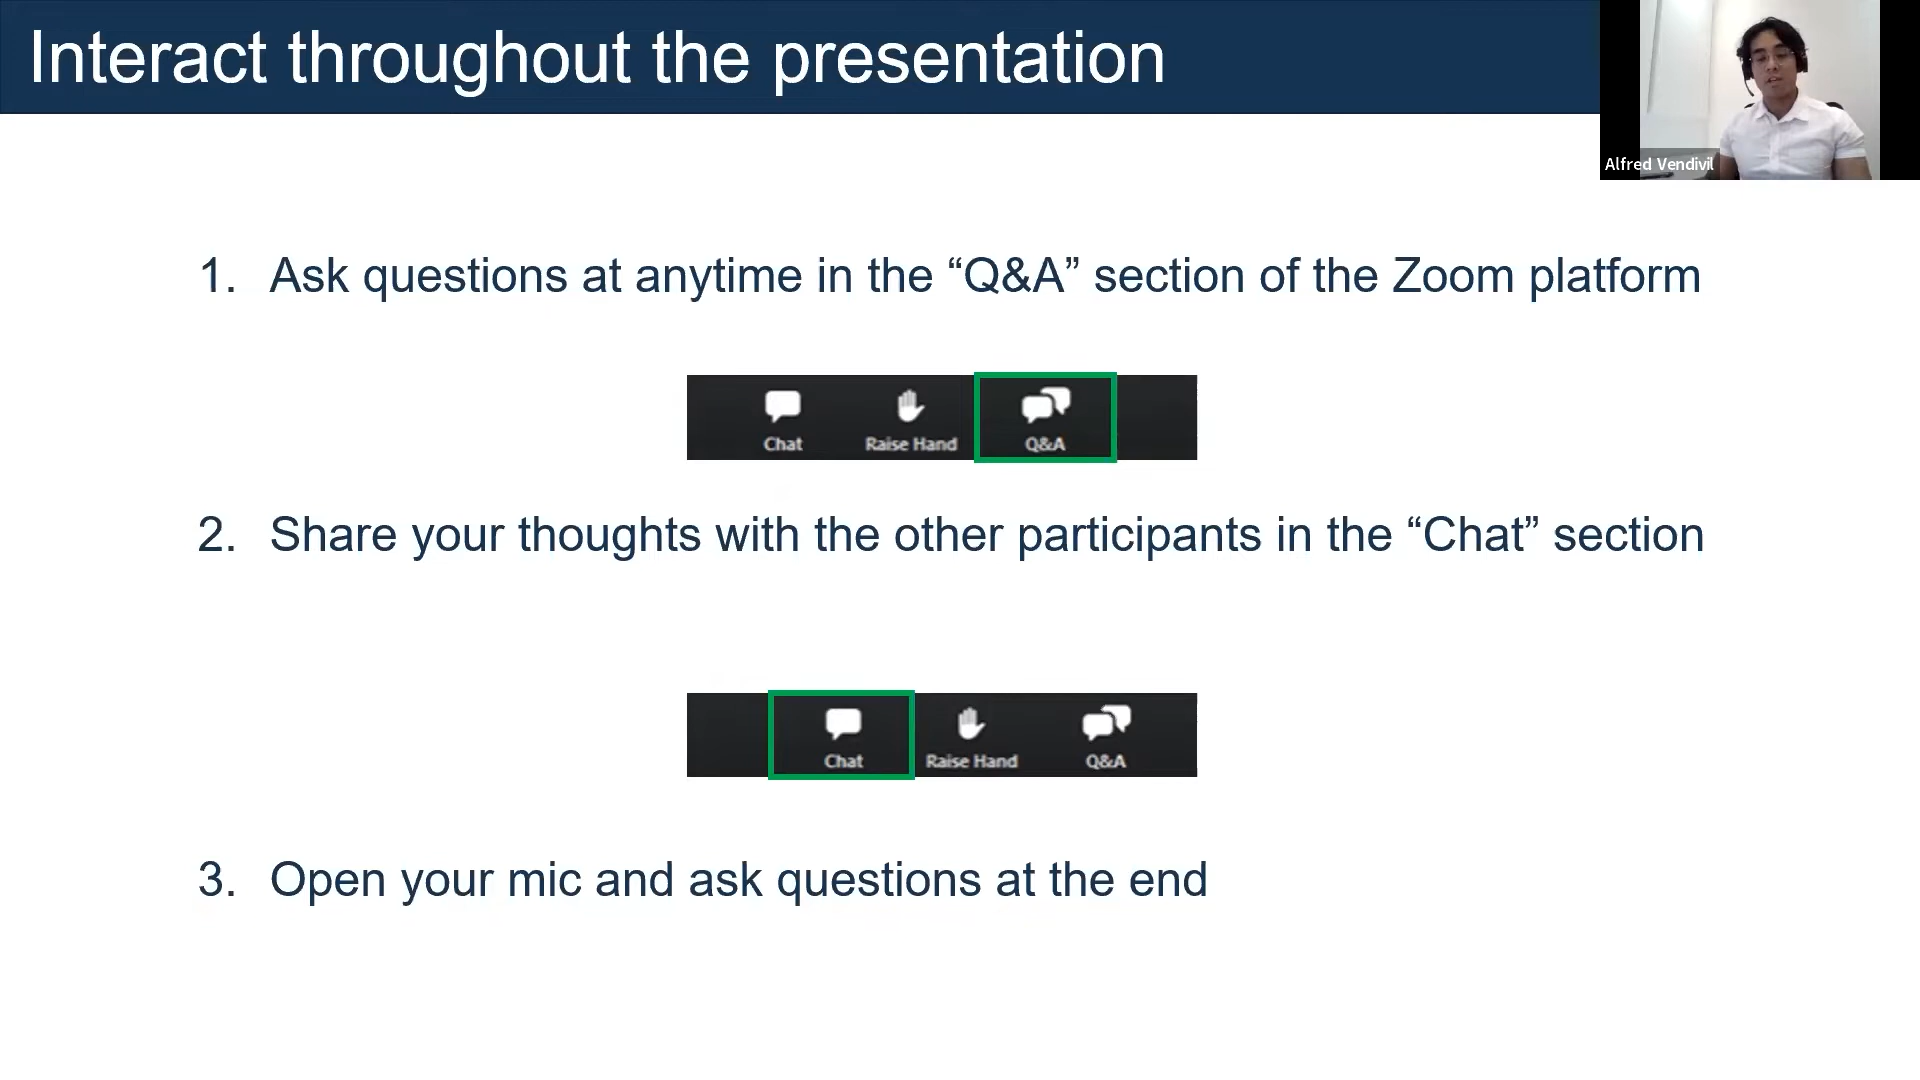 Interact throughout the presentation
Alfred Vendivil
1. Ask questions at anytime in the “Q&A” section of the Zoom platform
Chat Raise Hand Q&A
2. Share your thoughts with the other participants in the “Chat” section
Chat Raise Hand Q&A
3. Open your mic and ask questions at the end